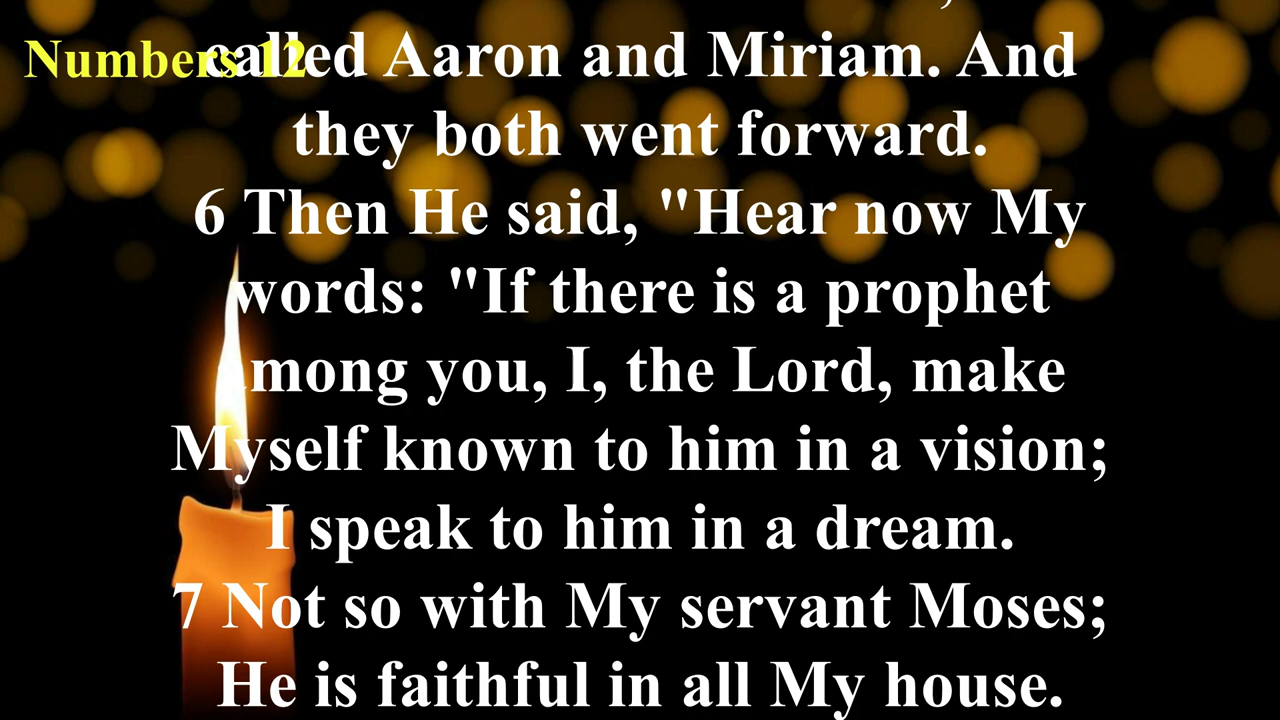 Numbers 12
called Aaron and Miriam. And
they both went forward.
6 Then He said, "Hear now My
words: "If there is a prophet
among you, I, the Lord, make
Myself known to him in a vision;
I speak to him in a dream.
7 Not so with My servant Moses;
He is faithful in all My house.